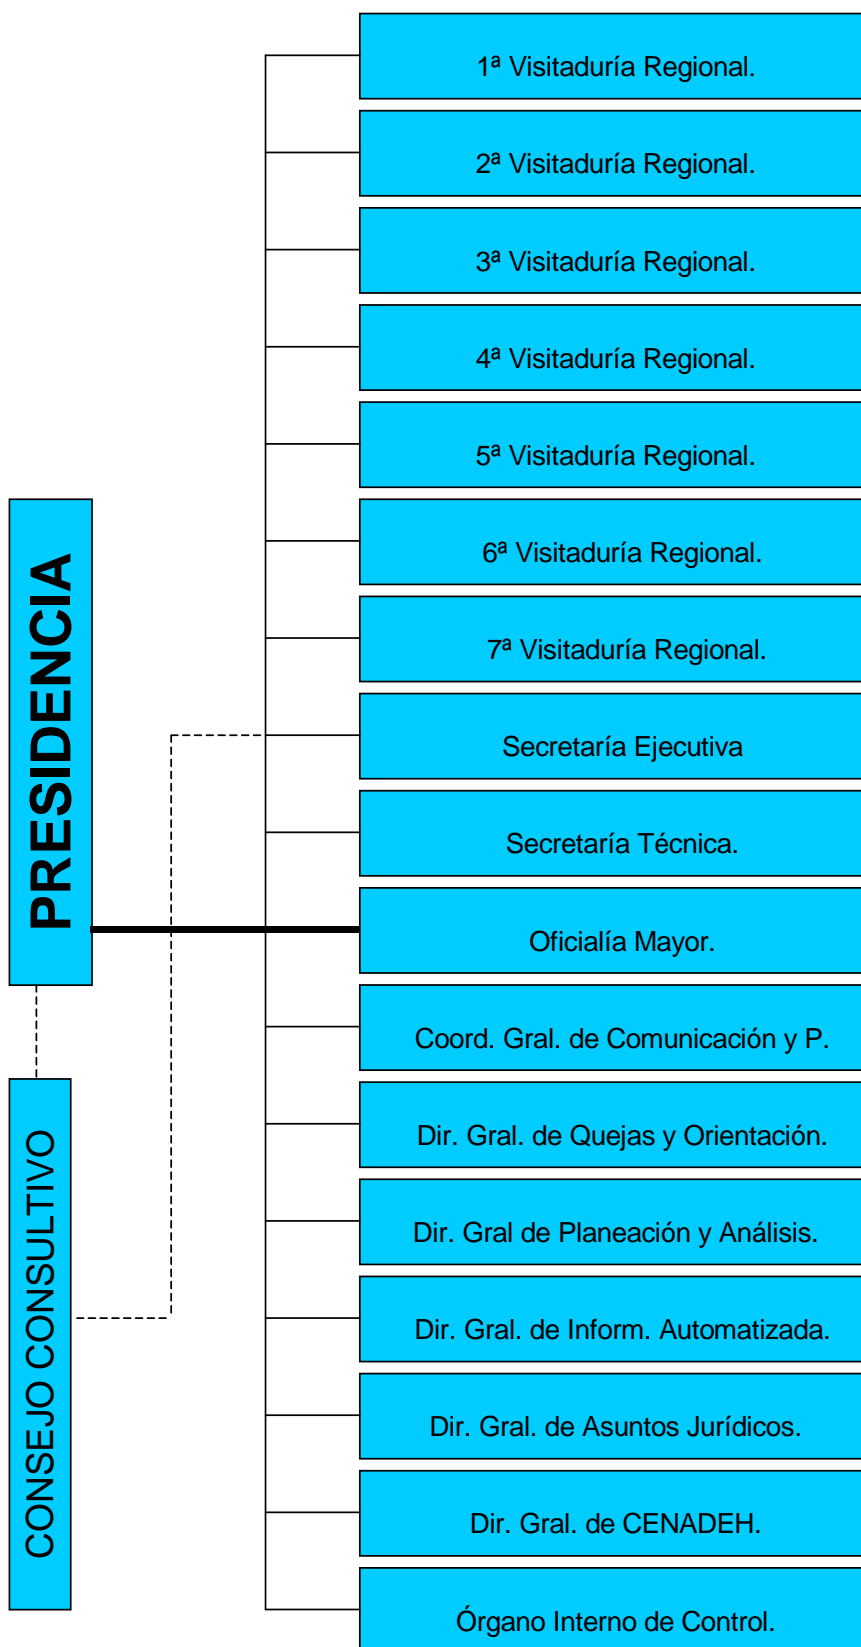 PRESIDENCIA
CONSEJO CONSULTIVO
1ª Visitaduría Regional.
2ª Visitaduría Regional.
3ª Visitaduría Regional.
4ª Visitaduría Regional.
5ª Visitaduría Regional.
6ª Visitaduría Regional.
7ª Visitaduría Regional.
Secretaría Ejecutiva
Secretaría Técnica.
Oficialía Mayor.
Coord. Gral. de Comunicación y P.
Dir. Gral. de Quejas y Orientación.
Dir. Gral de Planeación y Análisis.
Dir. Gral. de Inform. Automatizada.
Dir. Gral. de Asuntos Jurídicos.
Dir. Gral. de CENADEH.
Órgano Interno de Control.